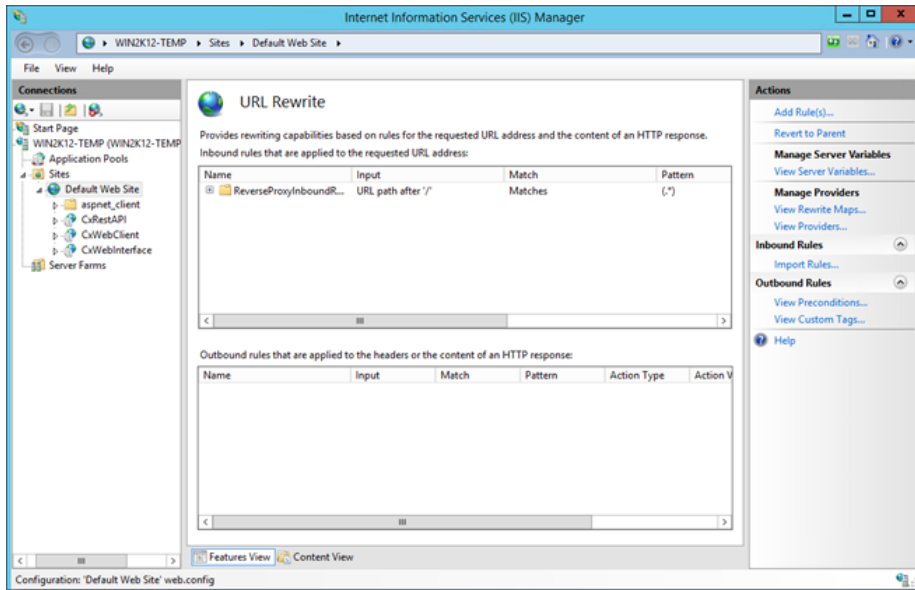 Internet Information Services (IIS) Manager
WIN2K12-TEMP Sites Default Web Site
File View Help
Connections
Start Page
WIN2K12-TEMP (WIN2K12-TEMP
Application Pools
Sites
Default Web Site
aspnet_client
CxRestAPI
CxWebClient
CxWebInterface
Server Farms
URL Rewrite
Provides rewriting capabilities based on rules for the requested URL address and the content of an HTTP response.
Inbound rules that are applied to the requested URL address:
Name Input Match Pattern
ReverseProxyInboundR... URL path after '/' Matches (.*)
Outbound rules that are applied to the headers or the content of an HTTP response:
Name Input Match Pattern Action Type Action V
Features View Content View
Actions
Add Rule(s)...
Revert to Parent
Manage Server Variables
View Server Variables...
Manage Providers
View Rewrite Maps...
View Providers...
Inbound Rules
Import Rules...
Outbound Rules
View Preconditions...
View Custom Tags...
Help
Configuration: 'Default Web Site' web.config